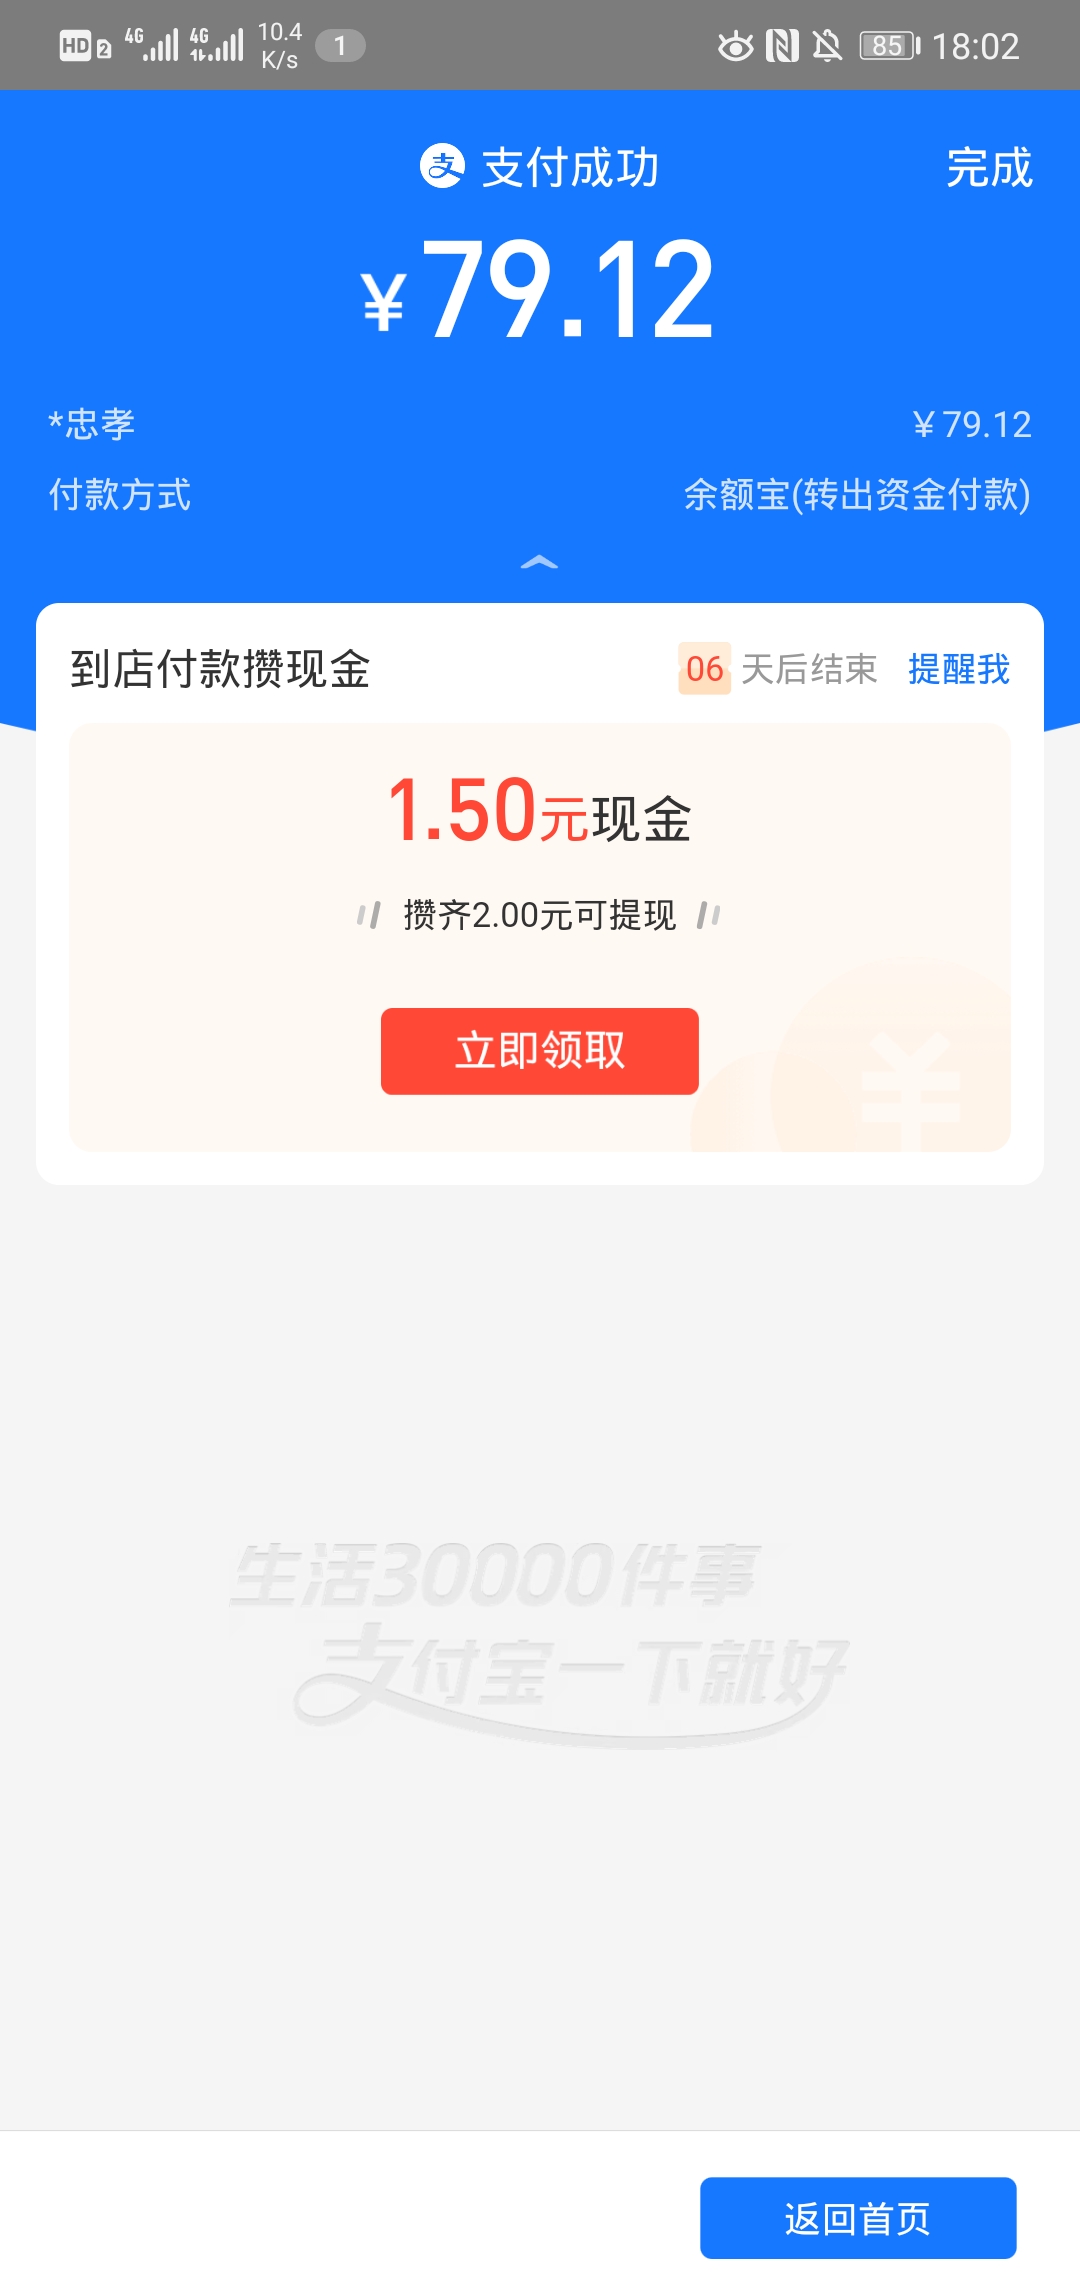 HD 2 4G 4G 10.4 K/s 1 85 18:02
支付成功 完成
¥79.12
*忠孝 ¥79.12
付款方式 余额宝(转出资金付款)
到店付款攒现金 06 天后结束 提醒我
1.50元现金
攒齐2.00元可提现
立即领取
生活30000件事
支付宝一下就好
返回首页